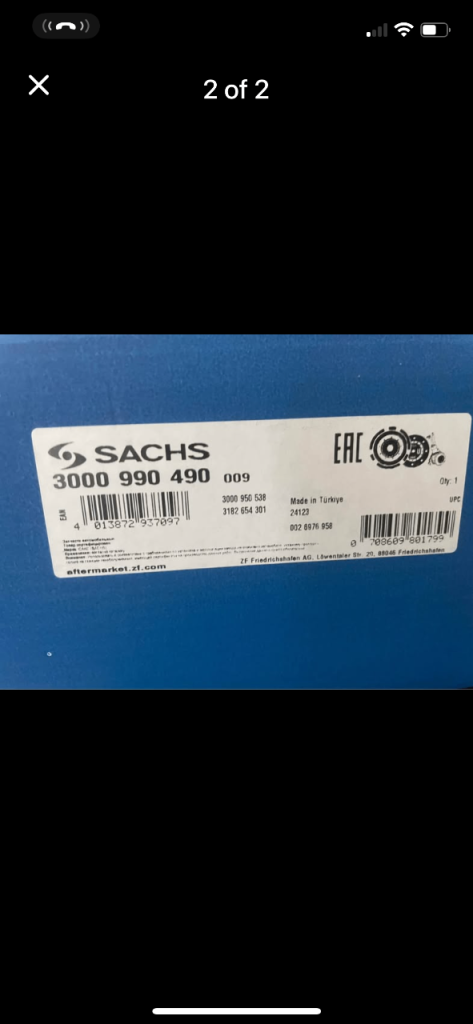 2 of 2
SACHS
EAC
3000 990 490 009
Qty: 1
EAN
4 013872 937097
3000 950 538
3182 654 301
Made in Türkiye
24123
002 6976 958
UPC
0 708609 801799
aftermarket.zf.com
ZF Friedrichshafen AG, Löwentaler Str. 20, 88046 Friedrichshafen